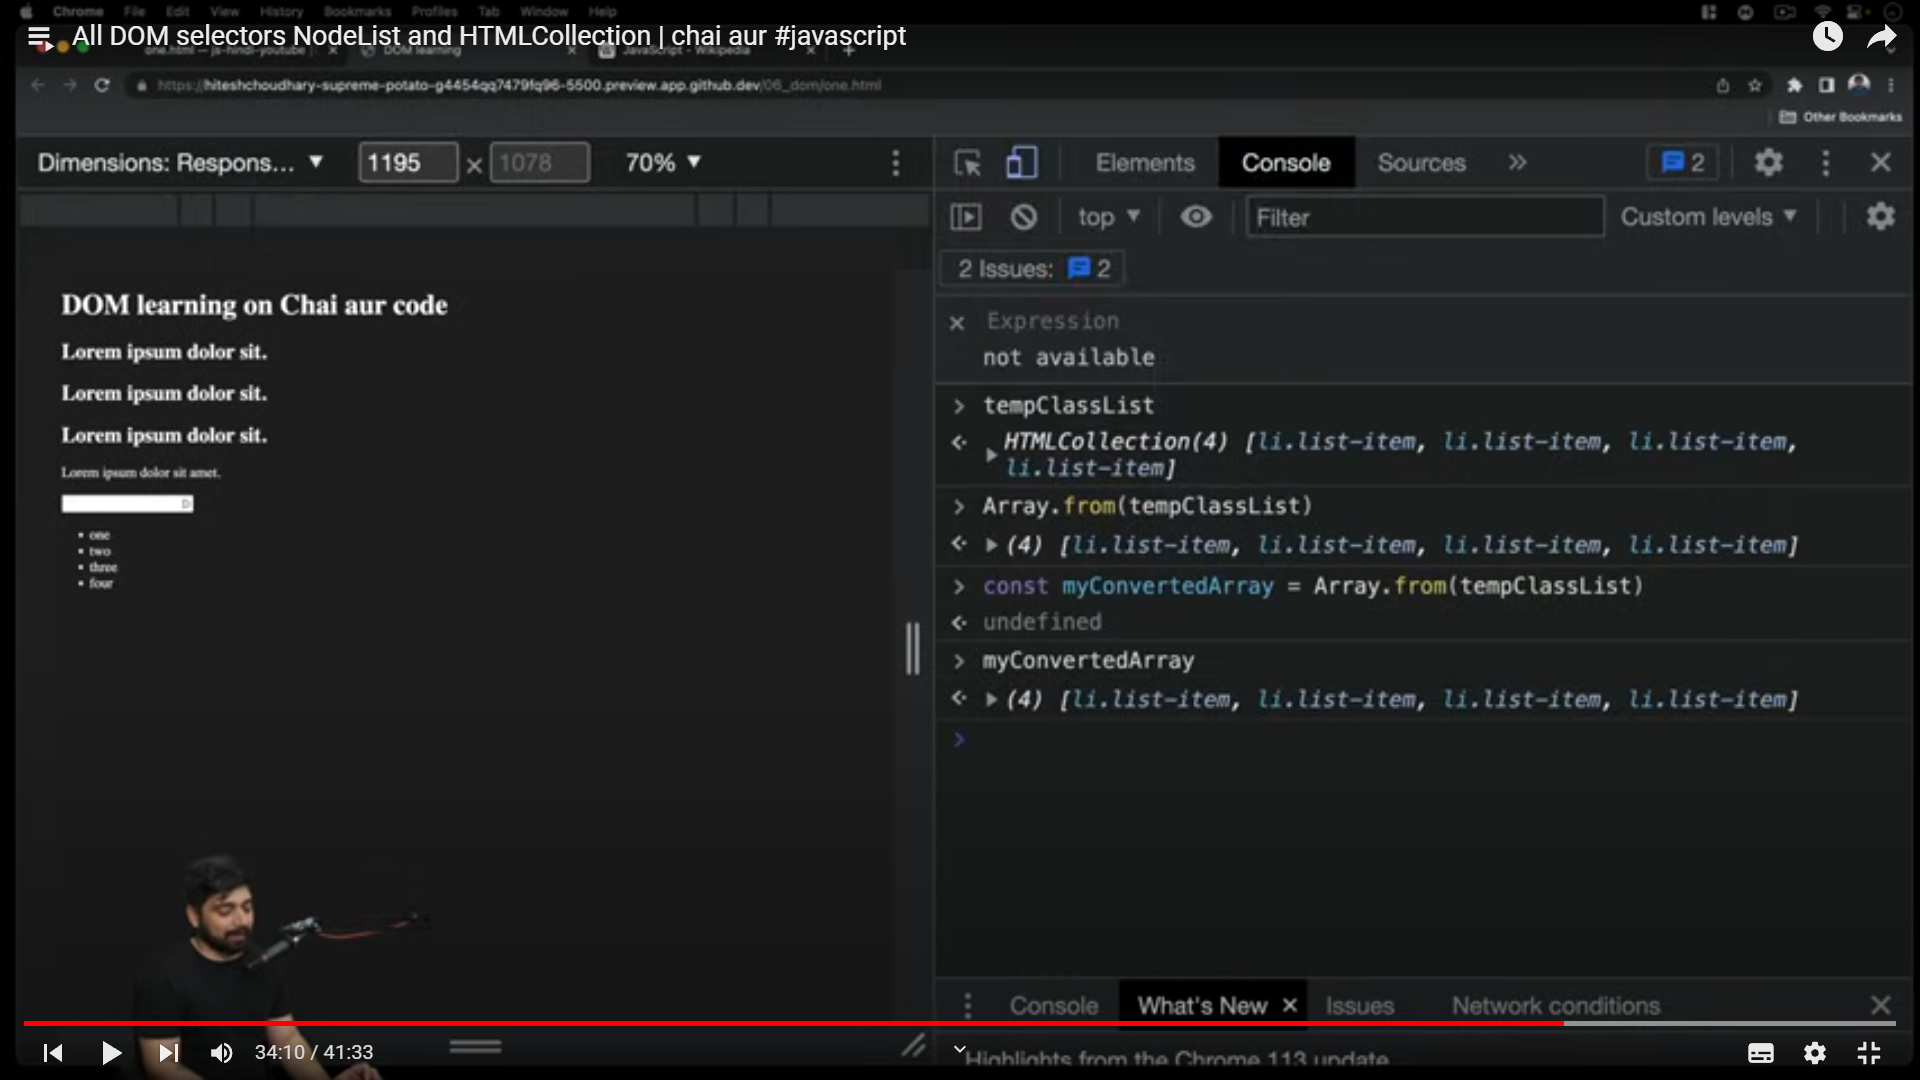 Chrome File Edit View History Bookmarks Profiles Tab Window Help
All DOM selectors NodeList and HTMLCollection | chai aur #javascript
one.html — js-hindi-youtube DOM learning JavaScript - Wikipedia
https://hiteshchoudhary-supreme-potato-g4454qq7479fq96-5500.preview.app.github.dev/06_dom/one.html
Other Bookmarks
Dimensions: Respons... 1195 × 1078 70%
Elements Console Sources » 2
top Filter Custom levels
2 Issues: 2
DOM learning on Chai aur code
Lorem ipsum dolor sit.
Lorem ipsum dolor sit.
Lorem ipsum dolor sit.
Lorem ipsum dolor sit amet.
one
two
three
four
Expression
not available
tempClassList
HTMLCollection(4) [li.list-item, li.list-item, li.list-item,
li.list-item]
Array.from(tempClassList)
(4) [li.list-item, li.list-item, li.list-item, li.list-item]
const myConvertedArray = Array.from(tempClassList)
undefined
myConvertedArray
(4) [li.list-item, li.list-item, li.list-item, li.list-item]
Console What's New Issues Network conditions
Highlights from the Chrome 113 update
34:10 / 41:33